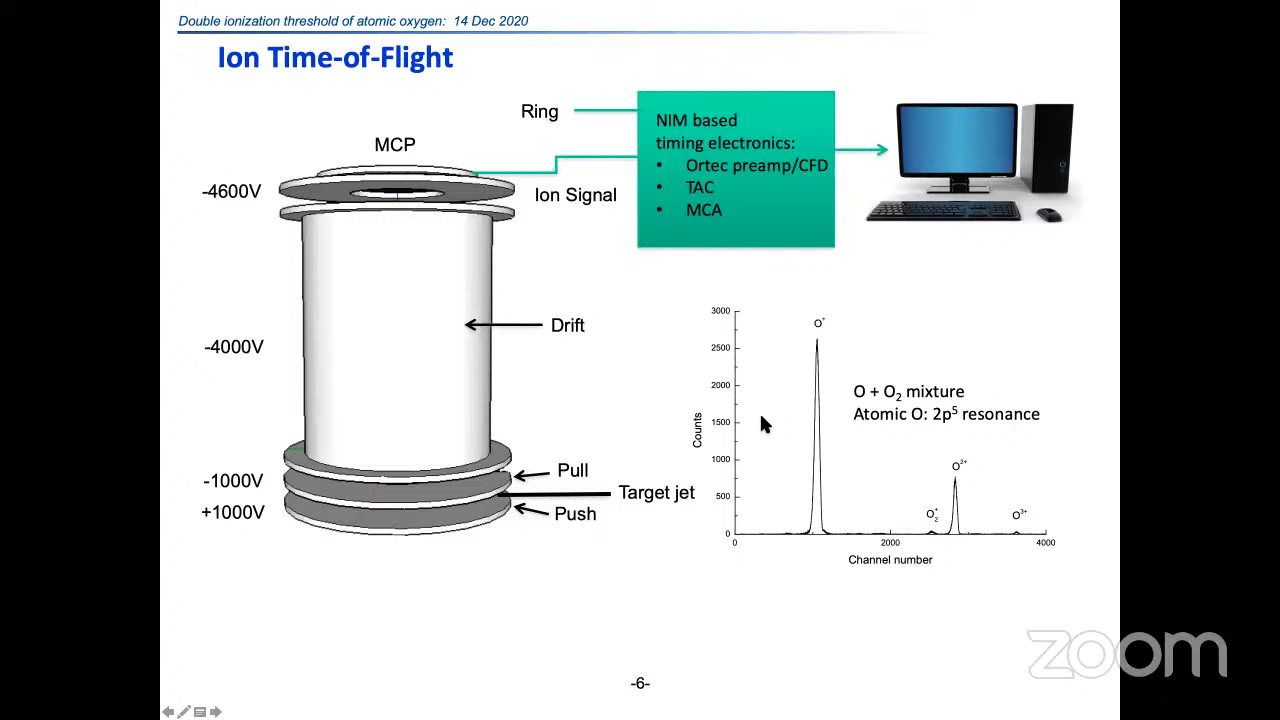 Double ionization threshold of atomic oxygen: 14 Dec 2020
Ion Time-of-Flight
Ring
MCP
-4600V
Ion Signal
NIM based
timing electronics:
• Ortec preamp/CFD
• TAC
• MCA
Drift
-4000V
Pull
-1000V
Target jet
+1000V
Push
3000
2500
2000
1500
1000
500
0
Counts
O⁺
O₂⁺
O²⁺
O³⁺
O + O₂ mixture
Atomic O: 2p⁵ resonance
0
2000
4000
Channel number
-6-
zoom